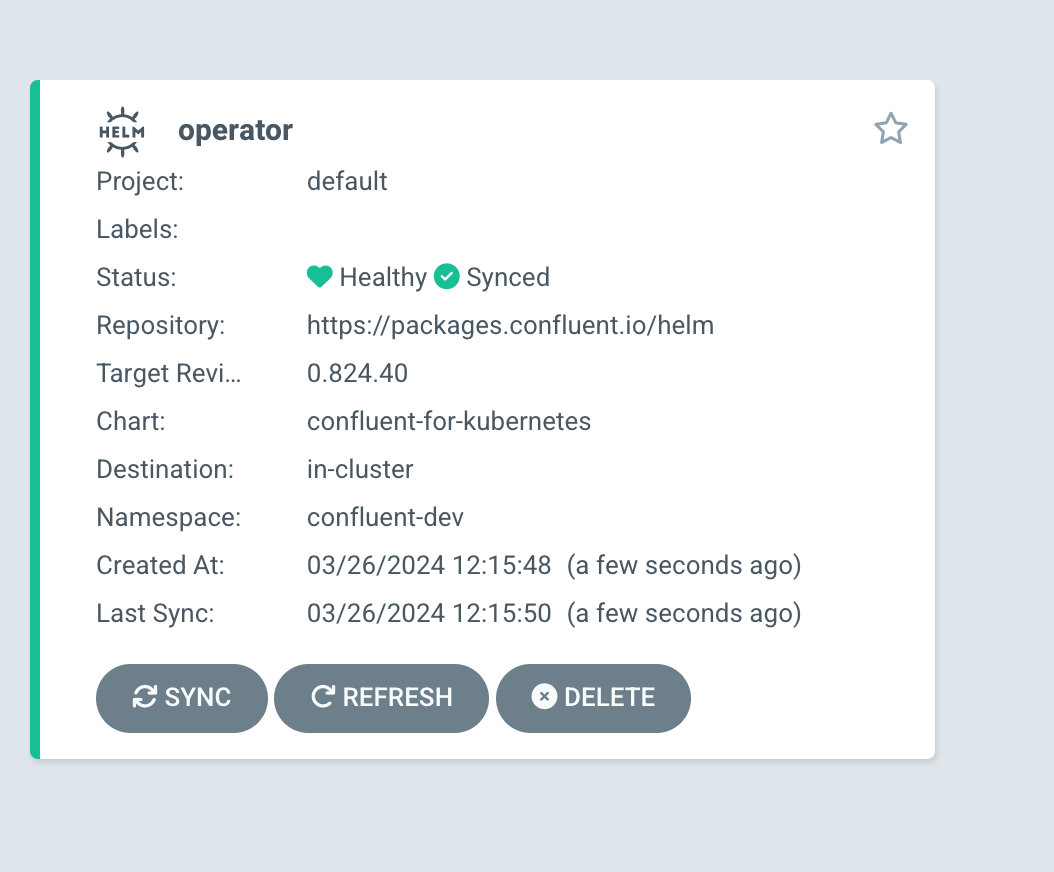 HELM operator
Project: default
Labels:
Status: Healthy Synced
Repository: https://packages.confluent.io/helm
Target Revi... 0.824.40
Chart: confluent-for-kubernetes
Destination: in-cluster
Namespace: confluent-dev
Created At: 03/26/2024 12:15:48 (a few seconds ago)
Last Sync: 03/26/2024 12:15:50 (a few seconds ago)
SYNC REFRESH DELETE